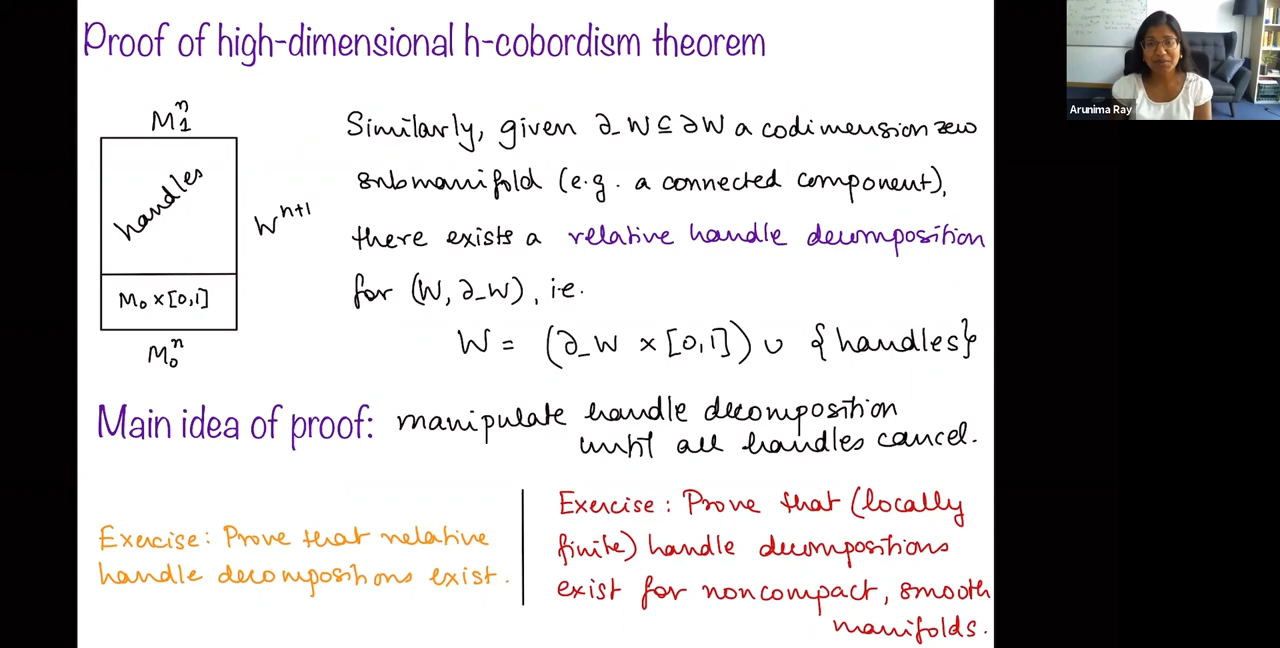 Proof of high-dimensional h-cobordism theorem
Arunima Ray
M₁ⁿ
handles
Wⁿ⁺¹
M₀ × [0,1]
M₀ⁿ
Similarly, given ∂_W ⊆ ∂W a codimension zero
submanifold (e.g. a connected component),
there exists a relative handle decomposition
for (W, ∂_W), i.e.
W = (∂_W × [0,1]) ∪ {handles}
Main idea of proof: manipulate handle decomposition
until all handles cancel.
Exercise: Prove that relative
handle decompositions exist.
Exercise: Prove that (locally
finite) handle decompositions
exist for noncompact, smooth
manifolds.